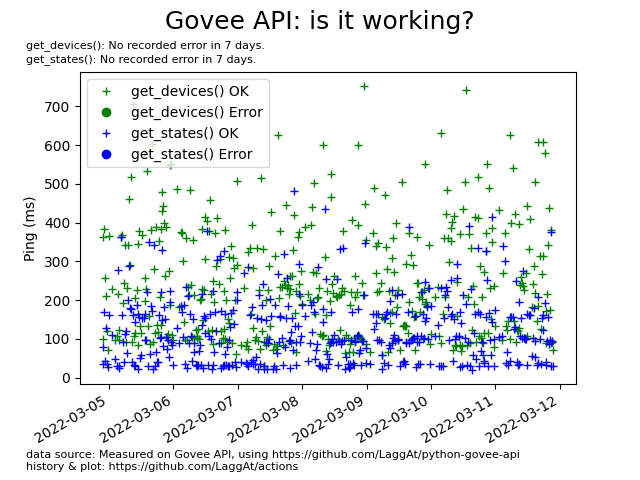 Govee API: is it working?
get_devices(): No recorded error in 7 days.
get_states(): No recorded error in 7 days.
get_devices() OK
get_devices() Error
get_states() OK
get_states() Error
Ping (ms)
700
600
500
400
300
200
100
0
2022-03-05
2022-03-06
2022-03-07
2022-03-08
2022-03-09
2022-03-10
2022-03-11
2022-03-12
data source: Measured on Govee API, using https://github.com/LaggAt/python-govee-api
history & plot: https://github.com/LaggAt/actions